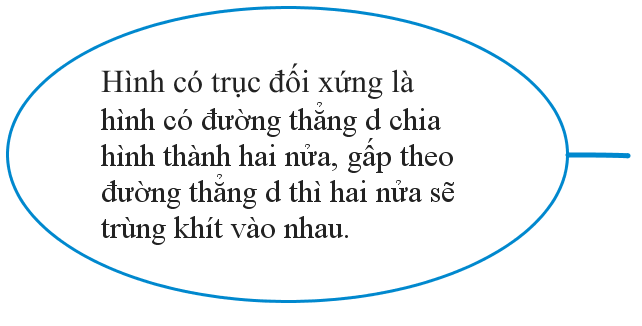 Hình có trục đối xứng là
hình có đường thẳng d chia
hình thành hai nửa, gấp theo
đường thẳng d thì hai nửa sẽ
trùng khít vào nhau.